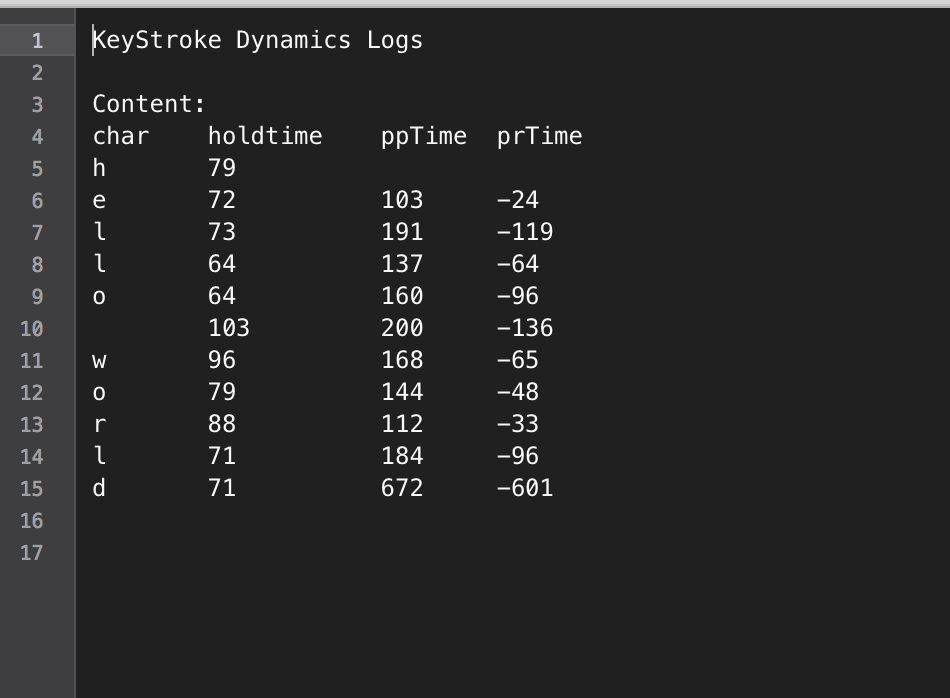 1 KeyStroke Dynamics Logs
2
3 Content:
4 char holdtime ppTime prTime
5 h 79
6 e 72 103 −24
7 l 73 191 −119
8 l 64 137 −64
9 o 64 160 −96
10 103 200 −136
11 w 96 168 −65
12 o 79 144 −48
13 r 88 112 −33
14 l 71 184 −96
15 d 71 672 −601
16
17